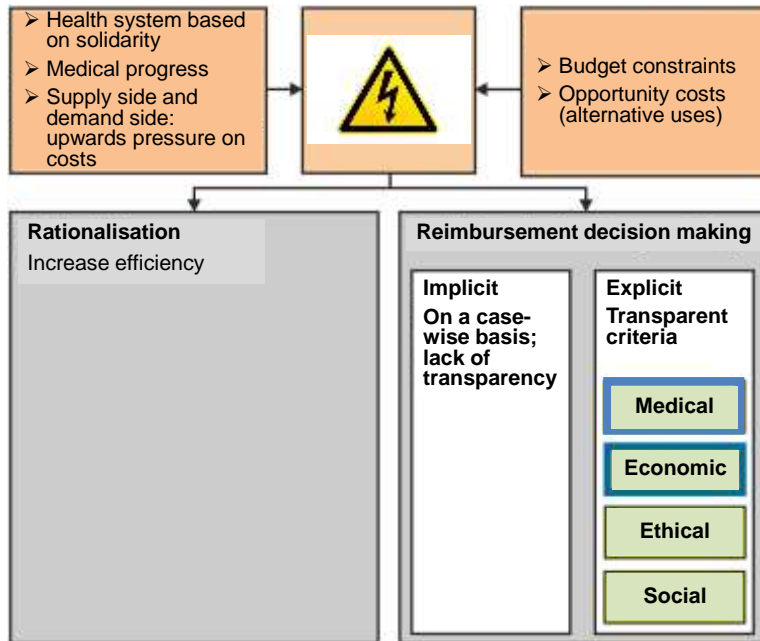 ➢ Health system based
on solidarity
➢ Medical progress
➢ Supply side and
demand side:
upwards pressure on
costs
➢ Budget constraints
➢ Opportunity costs
(alternative uses)
Rationalisation
Increase efficiency
Reimbursement decision making
Implicit
On a case-
wise basis;
lack of
transparency
Explicit
Transparent
criteria
Medical
Economic
Ethical
Social